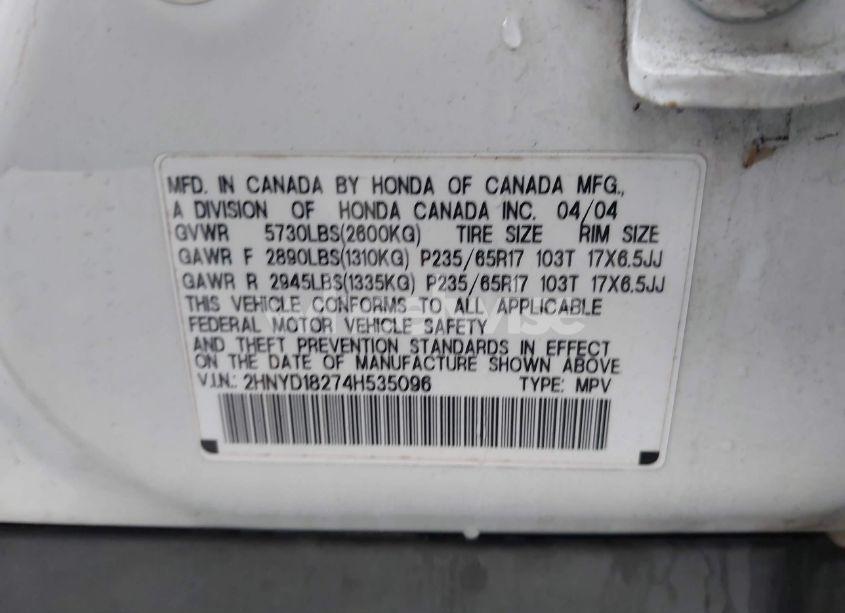 MFD. IN CANADA BY HONDA OF CANADA MFG.,
A DIVISION OF HONDA CANADA INC. 04/04
GVWR 5730LBS(2600KG) TIRE SIZE RIM SIZE
GAWR F 2890LBS(1310KG) P235/65R17 103T 17X6.5JJ
GAWR R 2945LBS(1335KG) P235/65R17 103T 17X6.5JJ
THIS VEHICLE CONFORMS TO ALL APPLICABLE
FEDERAL MOTOR VEHICLE SAFETY
AND THEFT PREVENTION STANDARDS IN EFFECT
ON THE DATE OF MANUFACTURE SHOWN ABOVE
V.I.N.: 2HNYD18274H535096 TYPE: MPV